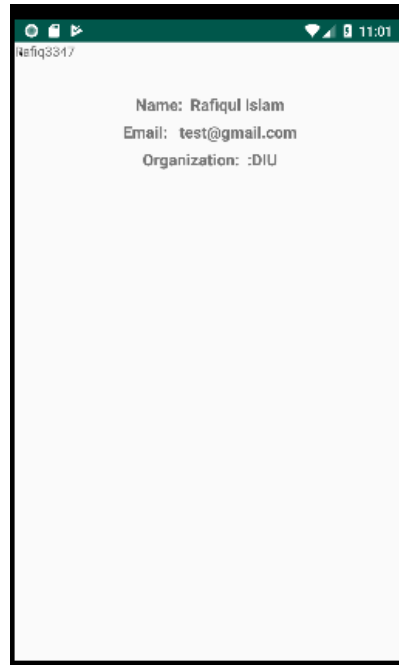 11:01
Rafiq3347
Name: Rafiqul Islam
Email: test@gmail.com
Organization: :DIU